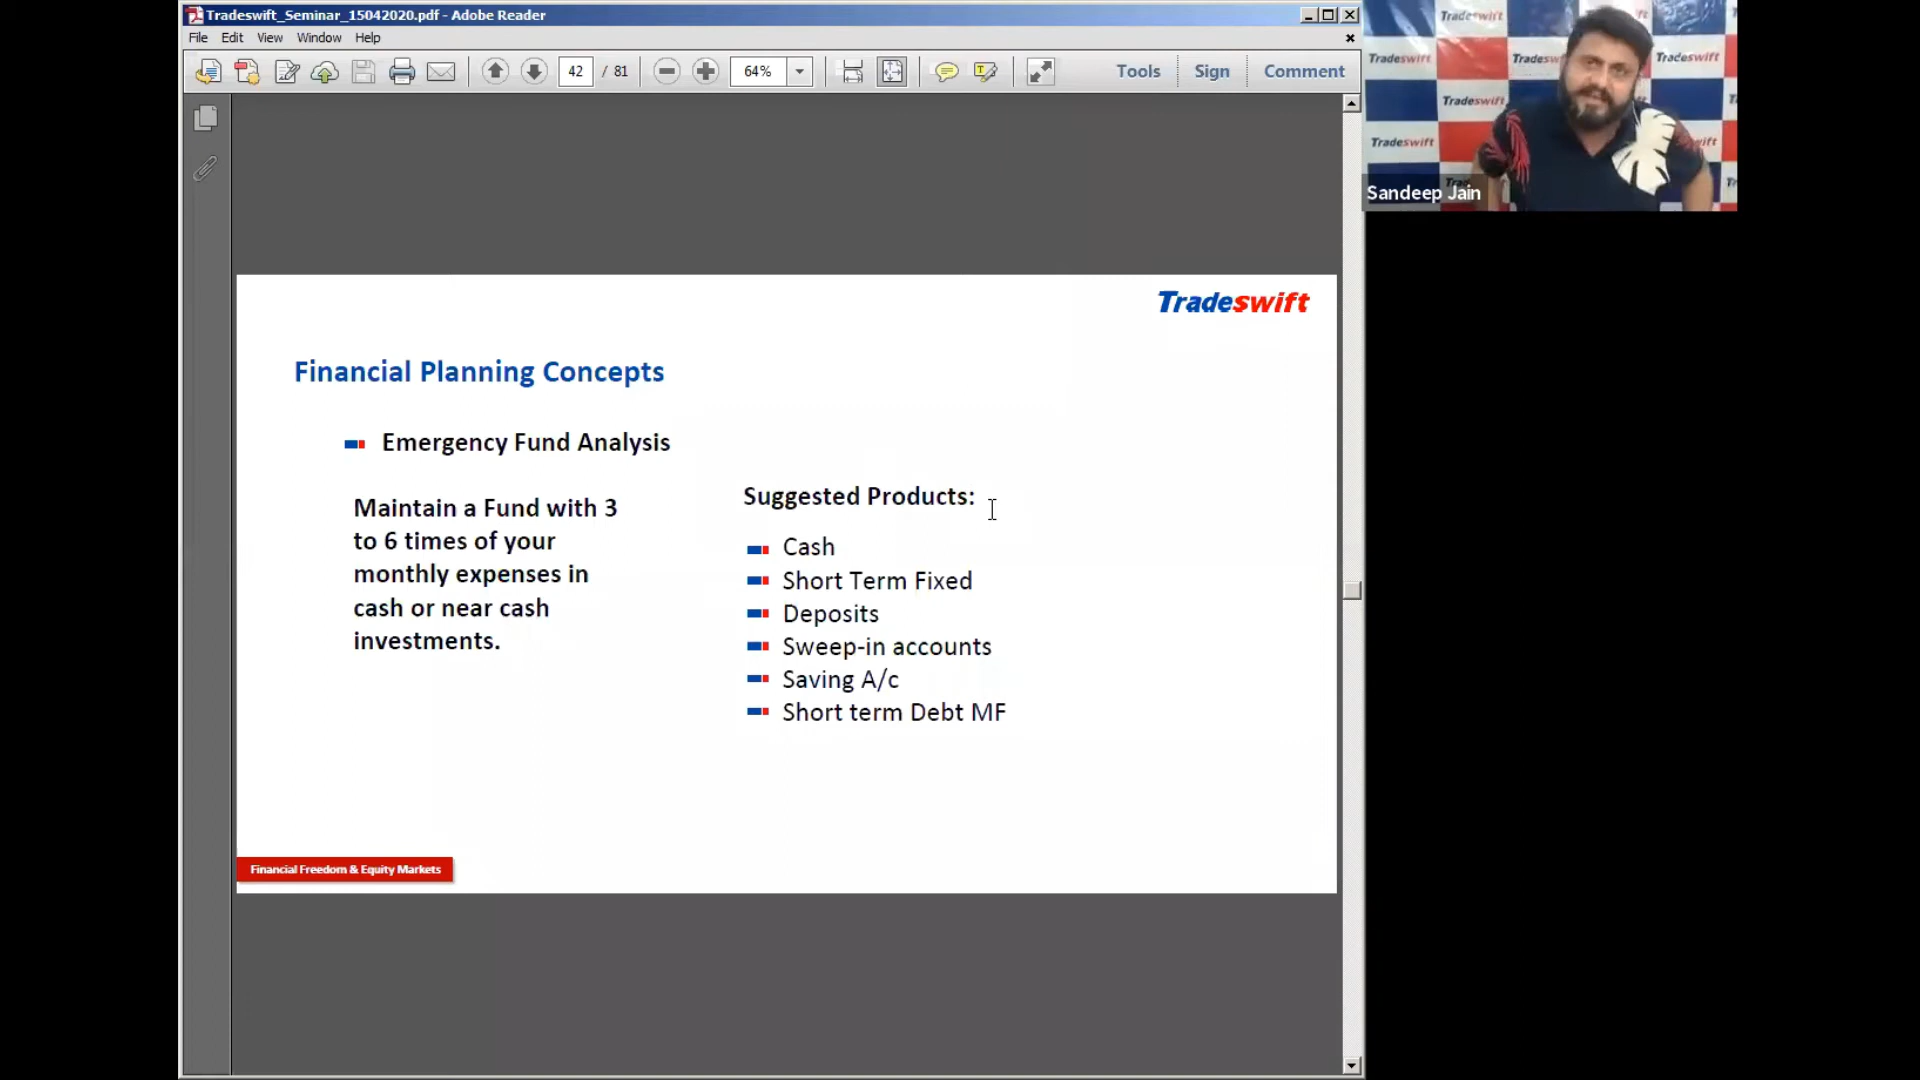 Tradeswift_Seminar_15042020.pdf - Adobe Reader
File Edit View Window Help
42 / 81
64%
Tools Sign Comment
Tradeswift
Tradeswift
Tradeswift
Tradeswift
Tradeswift
Sandeep Jain
Tradeswift
Financial Planning Concepts
Emergency Fund Analysis
Maintain a Fund with 3
to 6 times of your
monthly expenses in
cash or near cash
investments.
Suggested Products:
Cash
Short Term Fixed
Deposits
Sweep-in accounts
Saving A/c
Short term Debt MF
Financial Freedom & Equity Markets